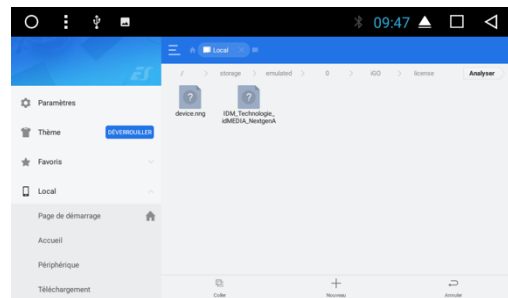 09:47
Local
/ > storage > emulated > 0 > iGO > license
Analyser
device.nng
IDM_Technologie_
idMEDIA_NextgenA
Paramètres
Thème
DÉVERROUILLER
Favoris
Local
Page de démarrage
Accueil
Périphérique
Téléchargement
Coller
Nouveau
Annuler